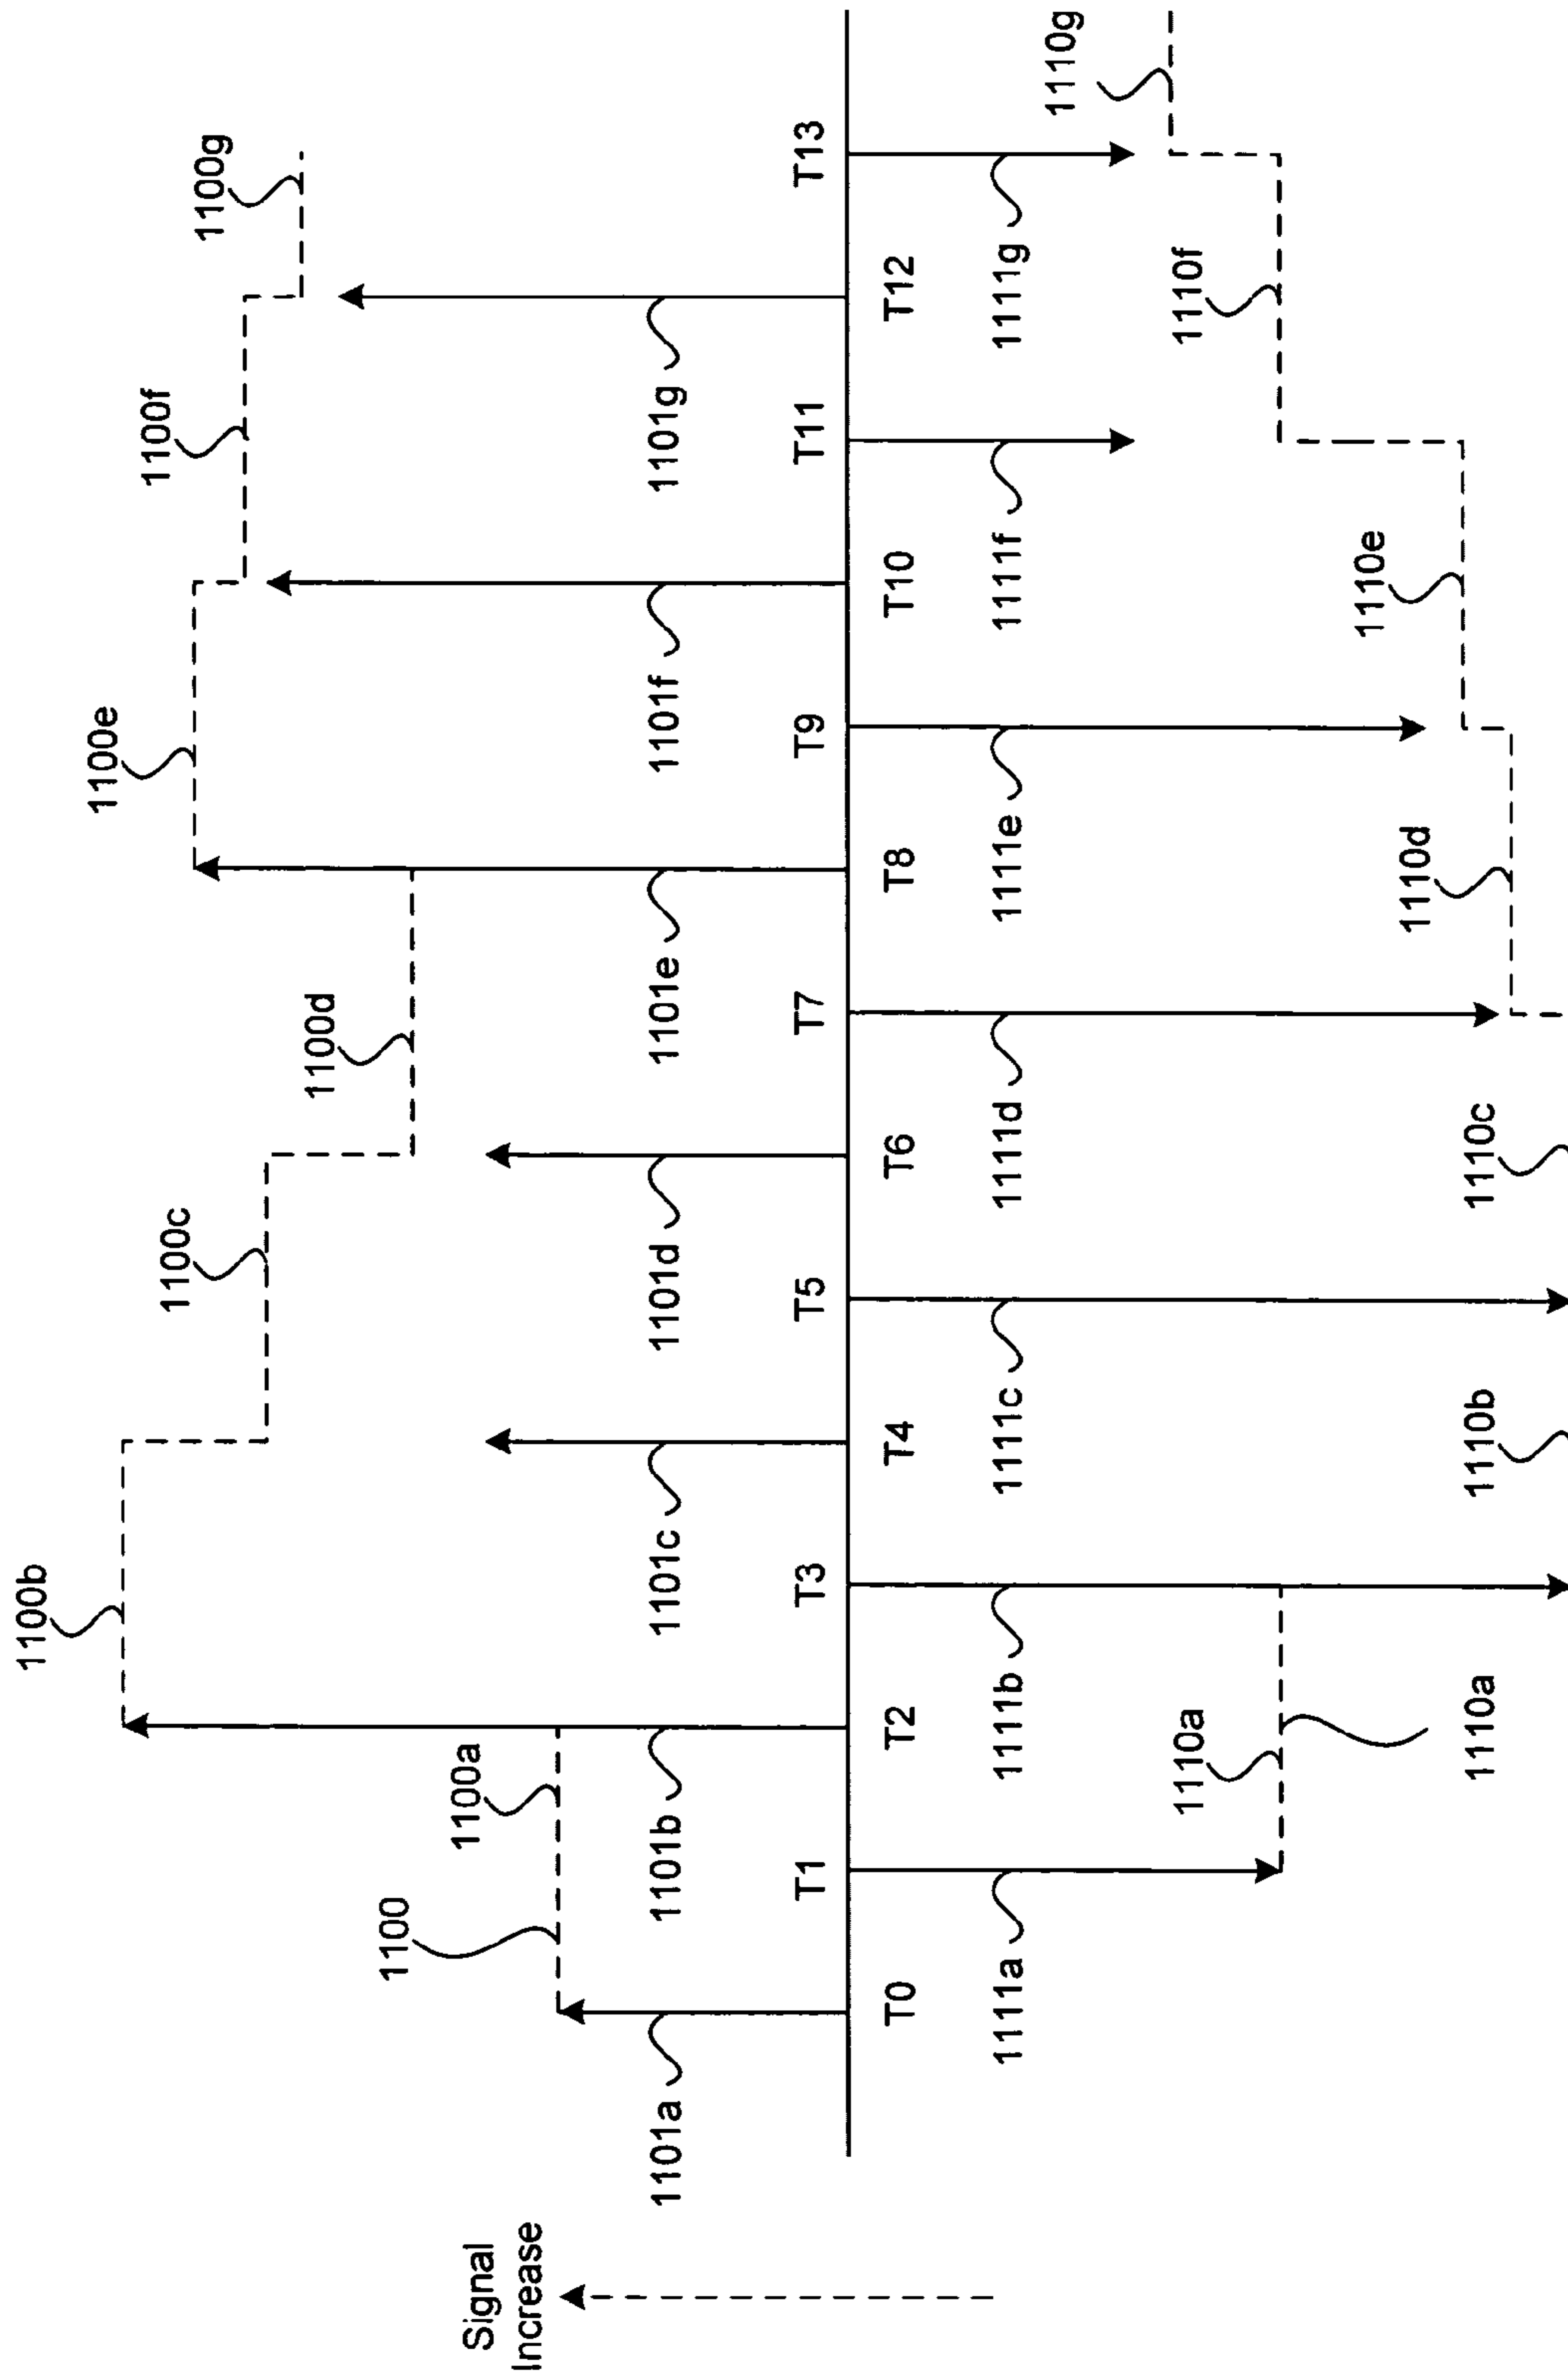 Signal
Increase
1100b
1100e
1100f
1100g
1100c
1100d
1100
1100a
1101a
1101b
1101c
1101d
1101e
1101f
1101g
T1
T3
T5
T7
T9
T11
T13
T0
T2
T4
T6
T8
T10
T12
1111a
1111b
1111c
1111d
1111e
1111f
1111g
1110g
1110a
1110f
1110e
1110d
1110a
1110b
1110c